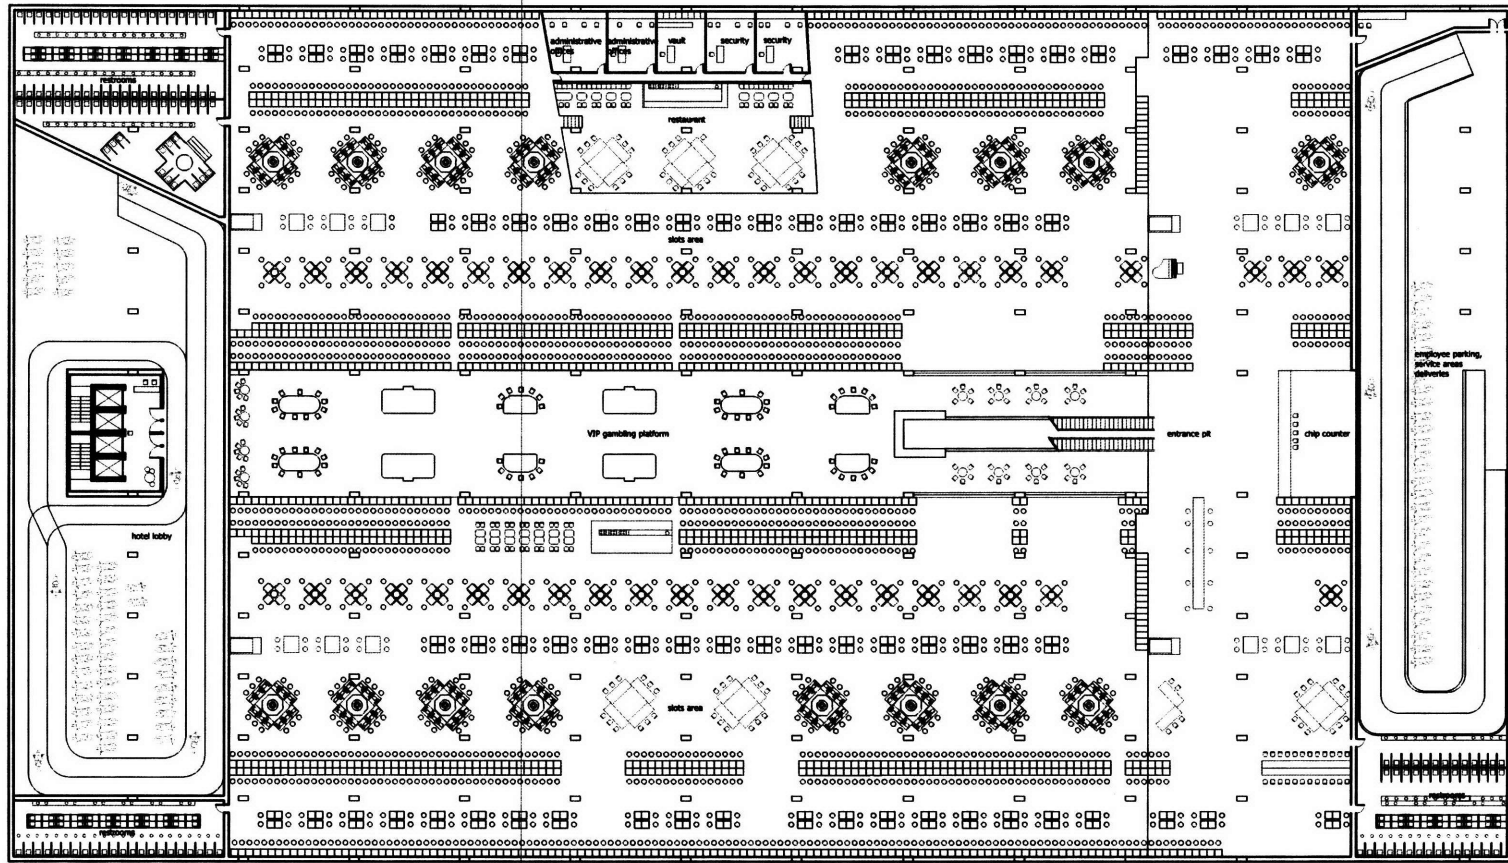 administrative
offices
administrative
offices
vault
security
security
restrooms
restaurant
slots area
employee parking,
service areas
deliveries
VIP gambling platform
entrance pit
chip counter
hotel lobby
slots area
restrooms
restrooms